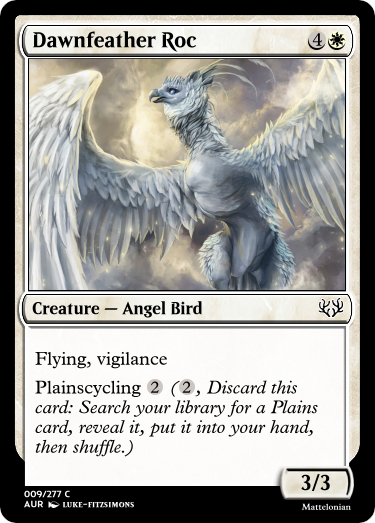 Dawnfeather Roc 4
Creature — Angel Bird
Flying, vigilance
Plainscycling 2 (2, Discard this
card: Search your library for a Plains
card, reveal it, put it into your hand,
then shuffle.)
3/3
009/277 C
AUR LUKE-FITZSIMONS
Mattelonian